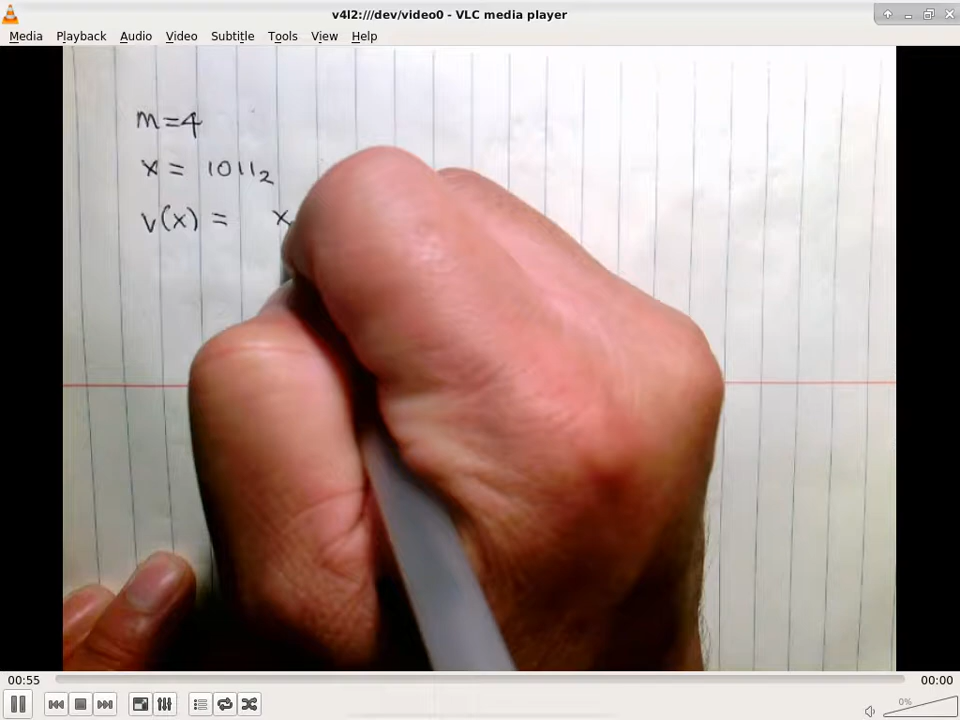 v4l2:///dev/video0 - VLC media player
Media Playback Audio Video Subtitle Tools View Help
m=4
x = 1011₂
v(x) = x
00:55 00:00
0%